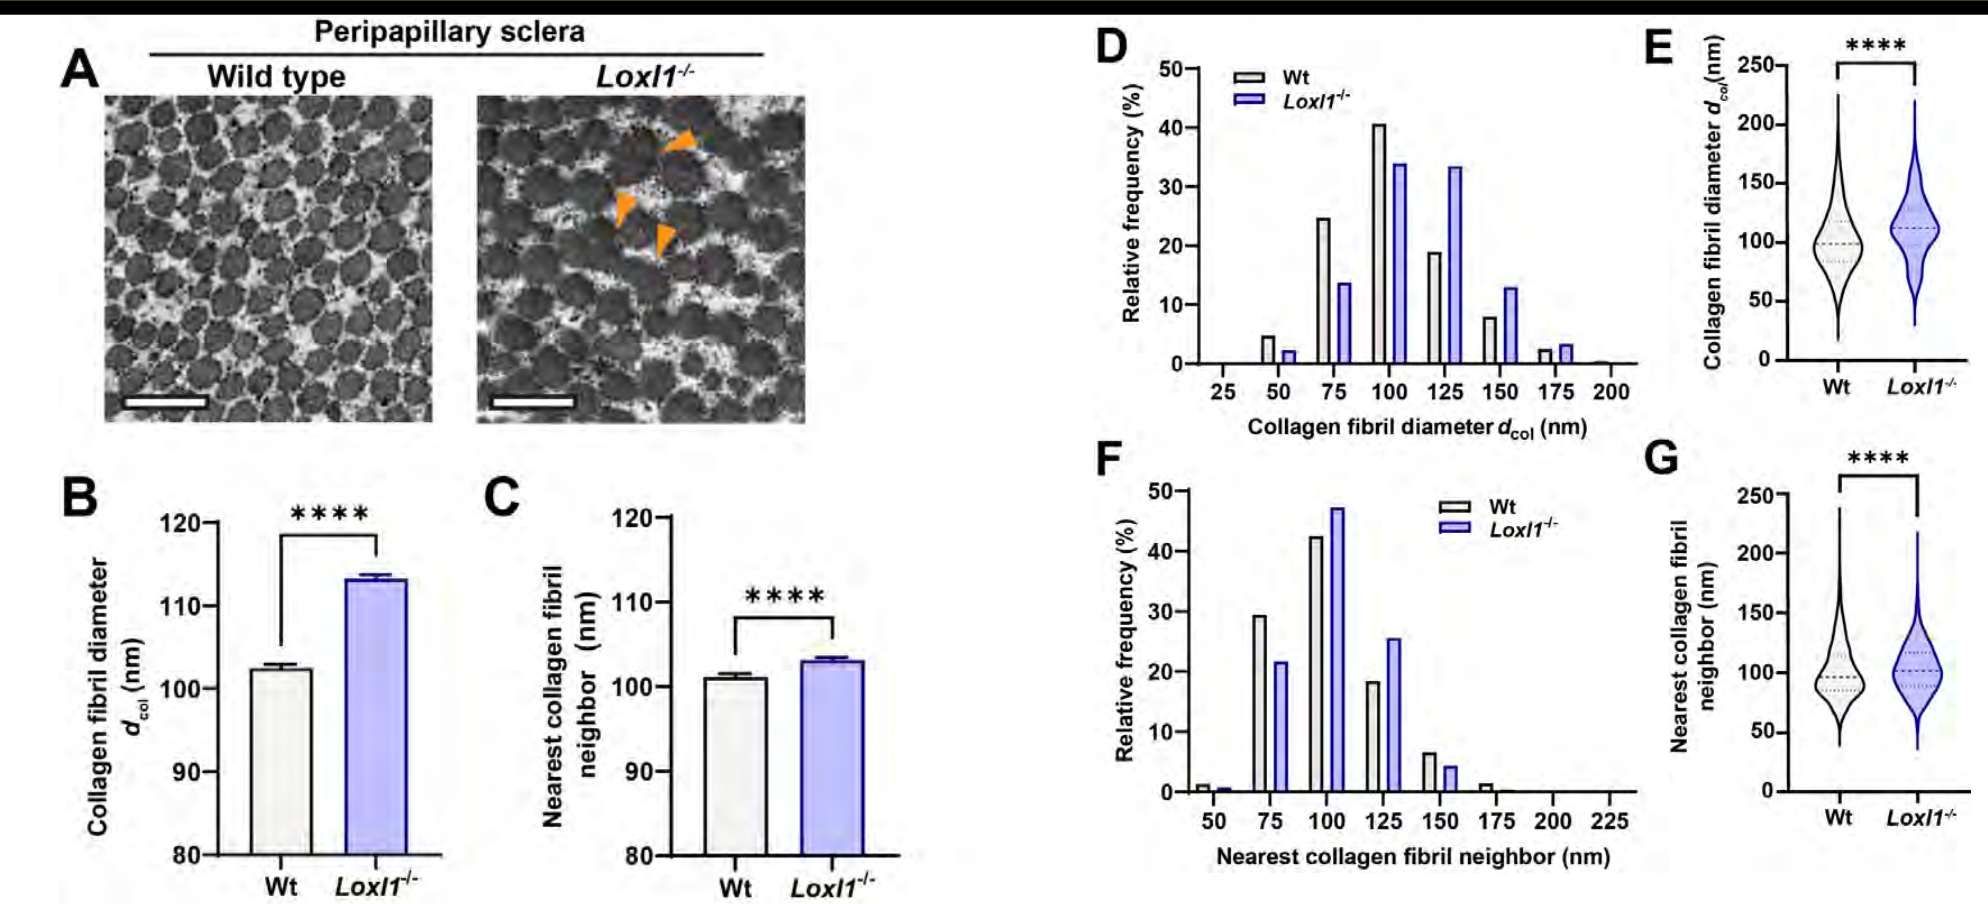 Peripapillary sclera
A
Wild type
Loxl1-/-
B
****
120
110
100
90
80
Collagen fibril diameter
dcol (nm)
Wt
Loxl1-/-
C
****
120
110
100
90
80
Nearest collagen fibril
neighbor (nm)
Wt
Loxl1-/-
D
Wt
Loxl1-/-
50
40
30
20
10
0
Relative frequency (%)
25 50 75 100 125 150 175 200
Collagen fibril diameter dcol (nm)
E
****
250
200
150
100
50
0
Collagen fibril diameter dcol(nm)
Wt
Loxl1-/-
F
Wt
Loxl1-/-
50
40
30
20
10
0
Relative frequency (%)
50 75 100 125 150 175 200 225
Nearest collagen fibril neighbor (nm)
G
****
250
200
150
100
50
0
Nearest collagen fibril
neighbor (nm)
Wt
Loxl1-/-